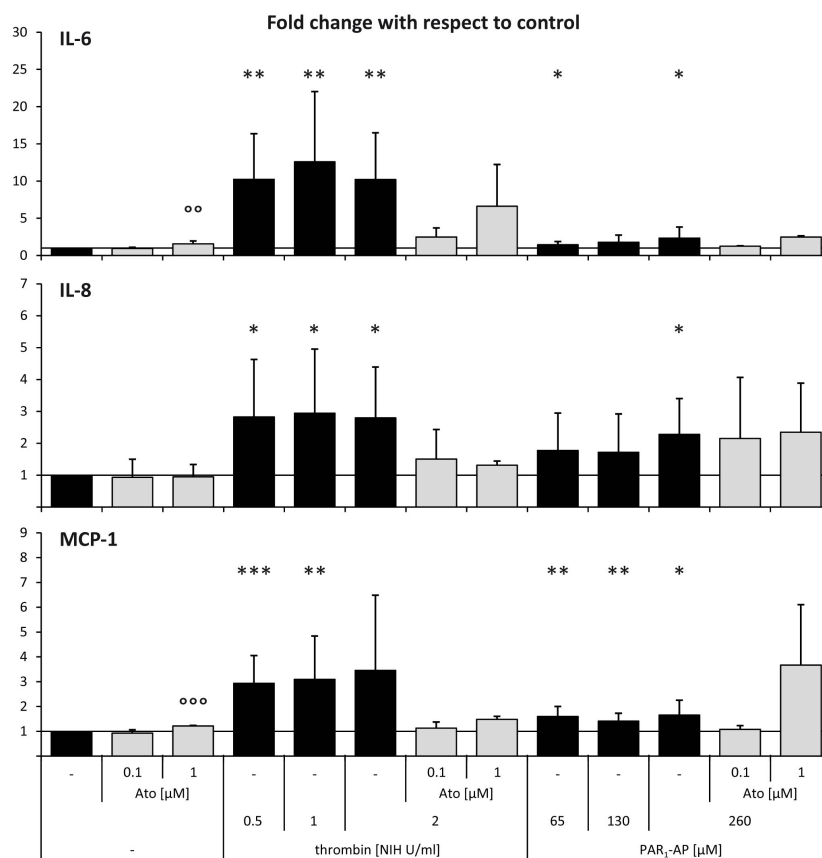 Fold change with respect to control
IL-6
30
25
20
15
10
5
0
** ** ** * *
°°
IL-8
7
6
5
4
3
2
1
0
* * * *
MCP-1
9
8
7
6
5
4
3
2
1
0
*** ** ** ** *
°°°
- 0.1 1 - - - 0.1 1 - - - 0.1 1
Ato [µM] Ato [µM] Ato [µM]
0.5 1 2 65 130 260
- thrombin [NIH U/ml] PAR₁-AP [µM]